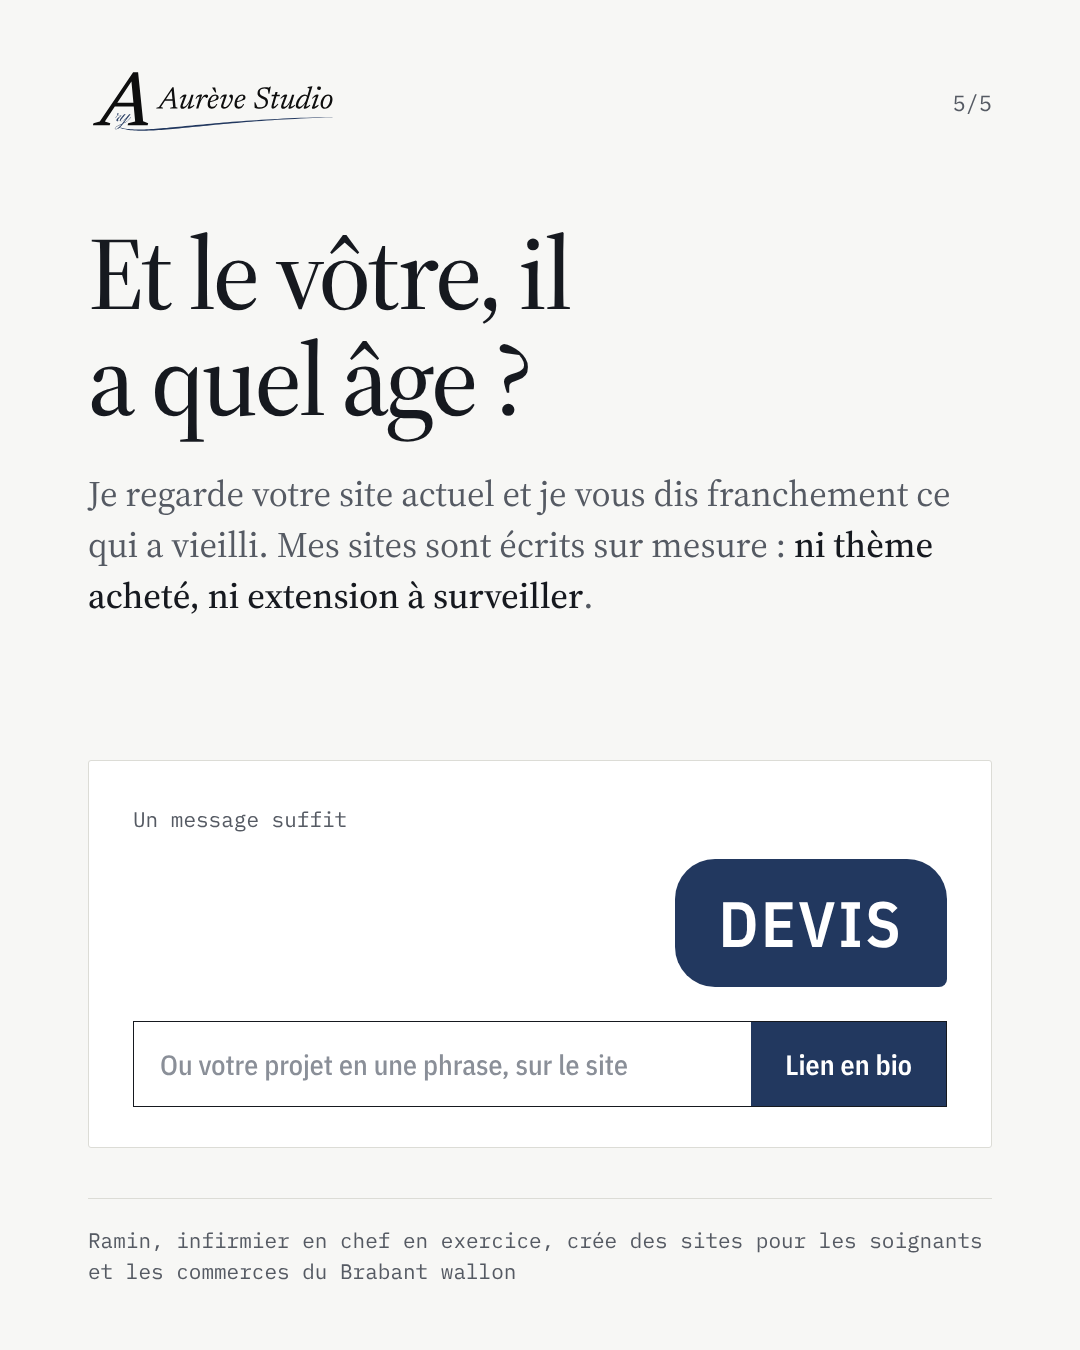 A ay Aurève Studio
5/5
Et le vôtre, il
a quel âge ?
Je regarde votre site actuel et je vous dis franchement ce
qui a vieilli. Mes sites sont écrits sur mesure : ni thème
acheté, ni extension à surveiller.
Un message suffit
DEVIS
Ou votre projet en une phrase, sur le site
Lien en bio
Ramin, infirmier en chef en exercice, crée des sites pour les soignants
et les commerces du Brabant wallon